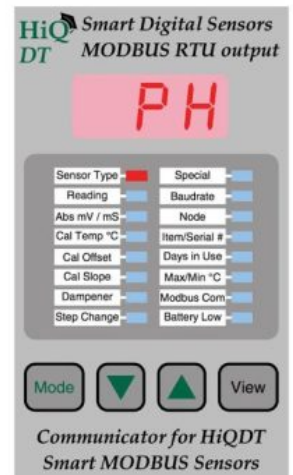 HiQ Smart Digital Sensors
DT MODBUS RTU output
PH
Sensor Type Special
Reading Baudrate
Abs mV / mS Node
Cal Temp °C Item/Serial #
Cal Offset Days in Use
Cal Slope Max/Min °C
Dampener Modbus Com
Step Change Battery Low
Mode View
Communicator for HiQDT
Smart MODBUS Sensors